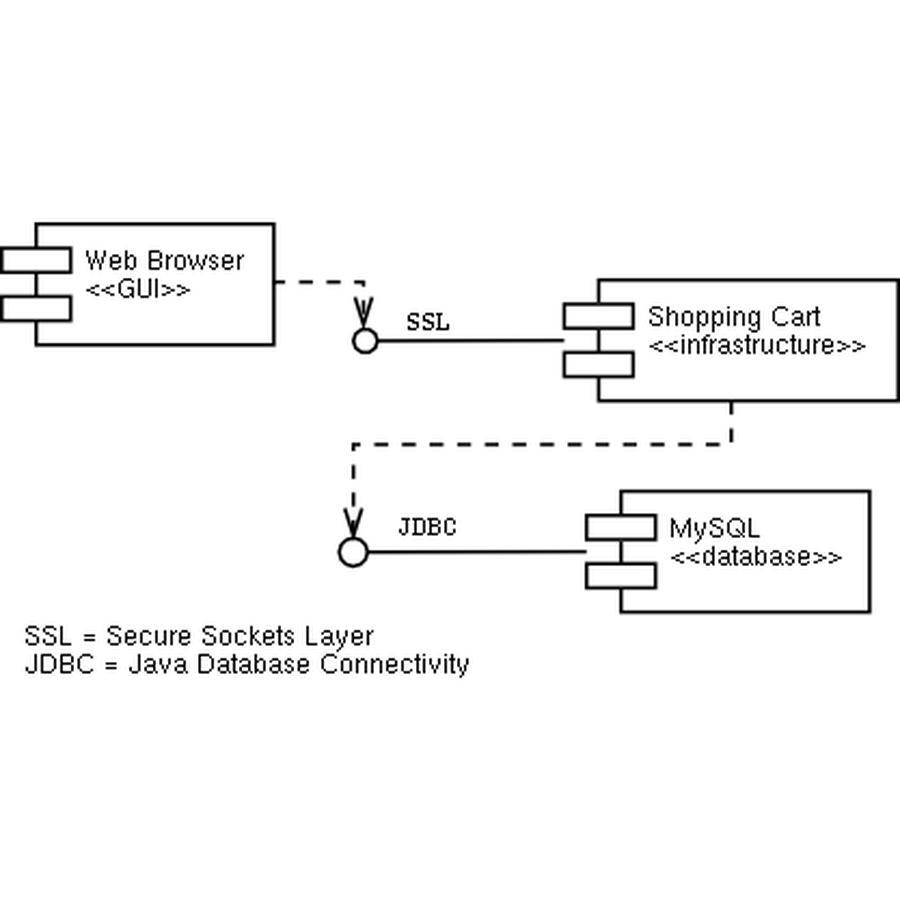 Web Browser
<<GUI>>
SSL
Shopping Cart
<<infrastructure>>
JDBC
MySQL
<<database>>
SSL = Secure Sockets Layer
JDBC = Java Database Connectivity